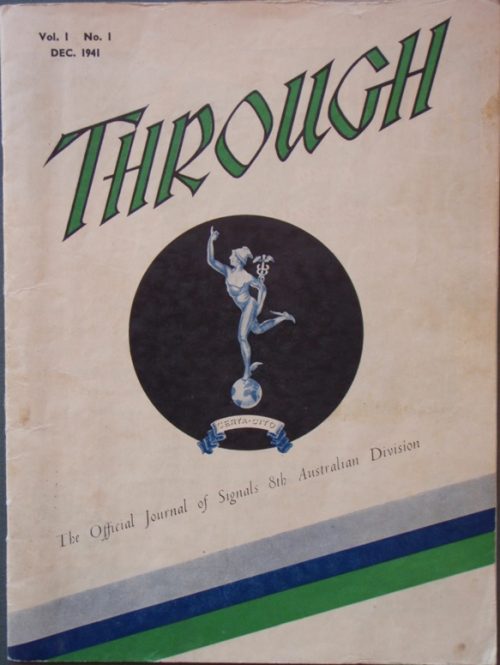 Vol. 1 No. 1
DEC. 1941
THROUGH
CERTA·CITO
The Official Journal of Signals 8th Australian Division